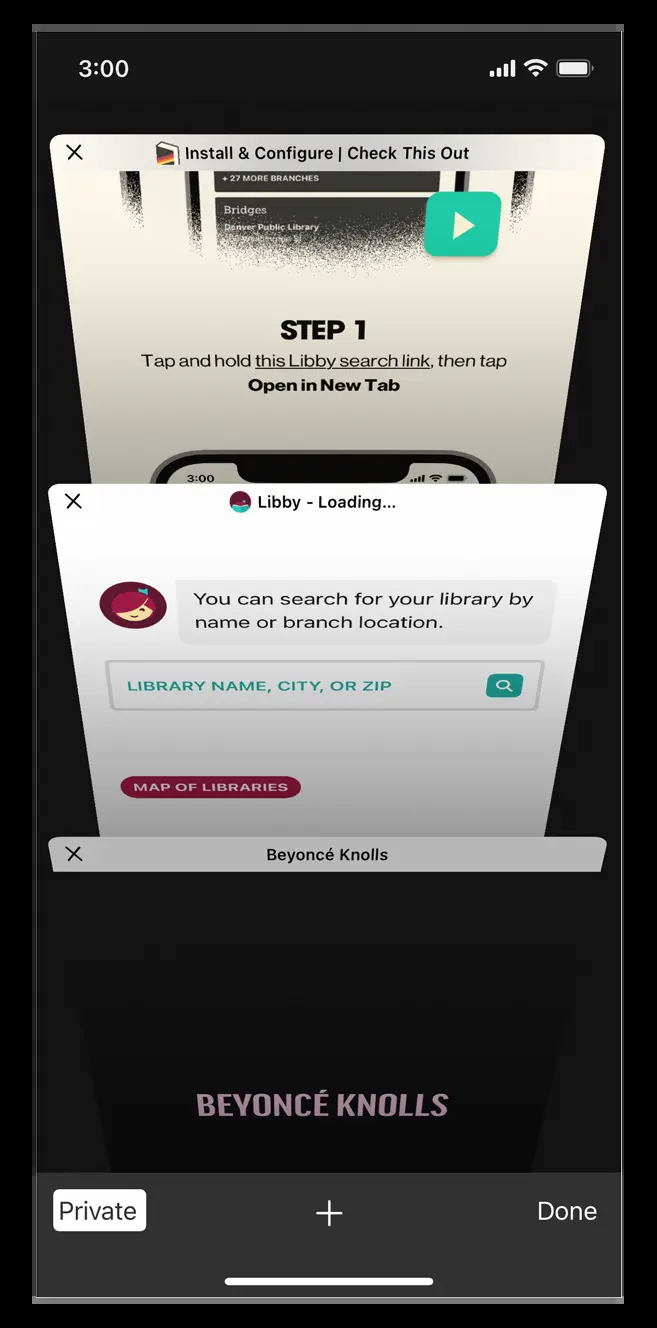 3:00
Install & Configure | Check This Out
+ 27 MORE BRANCHES
Bridges
Denver Public Library
STEP 1
Tap and hold this Libby search link, then tap
Open in New Tab
3:00
Libby - Loading...
You can search for your library by
name or branch location.
LIBRARY NAME, CITY, OR ZIP
MAP OF LIBRARIES
Beyoncé Knolls
BEYONCÉ KNOLLS
Private
Done